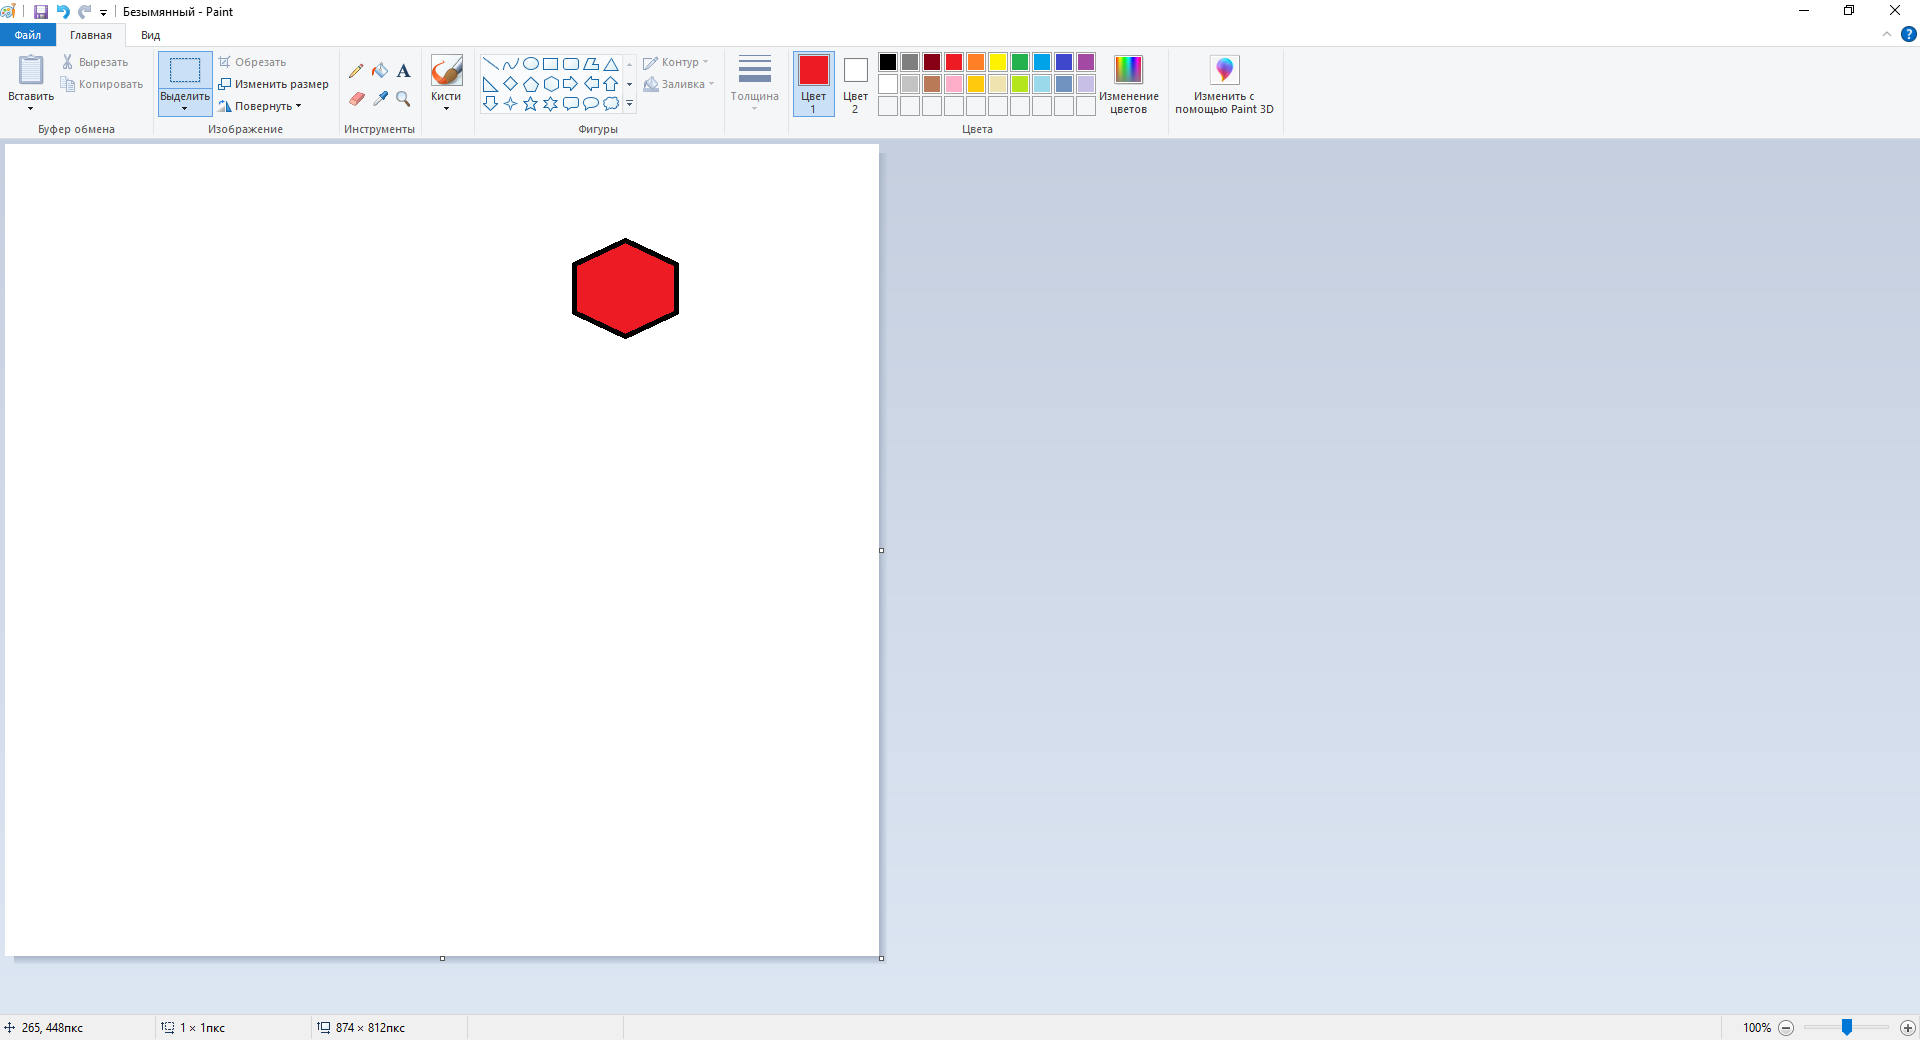 Безымянный - Paint
Файл
Главная
Вид
Вставить
Вырезать
Копировать
Буфер обмена
Выделить
Обрезать
Изменить размер
Повернуть
Изображение
A
Инструменты
Кисти
Контур
Заливка
Фигуры
Толщина
Цвет
1
Цвет
2
Изменение
цветов
Цвета
Изменить с
помощью Paint 3D
?
265, 448пкс
1 × 1пкс
874 × 812пкс
100%